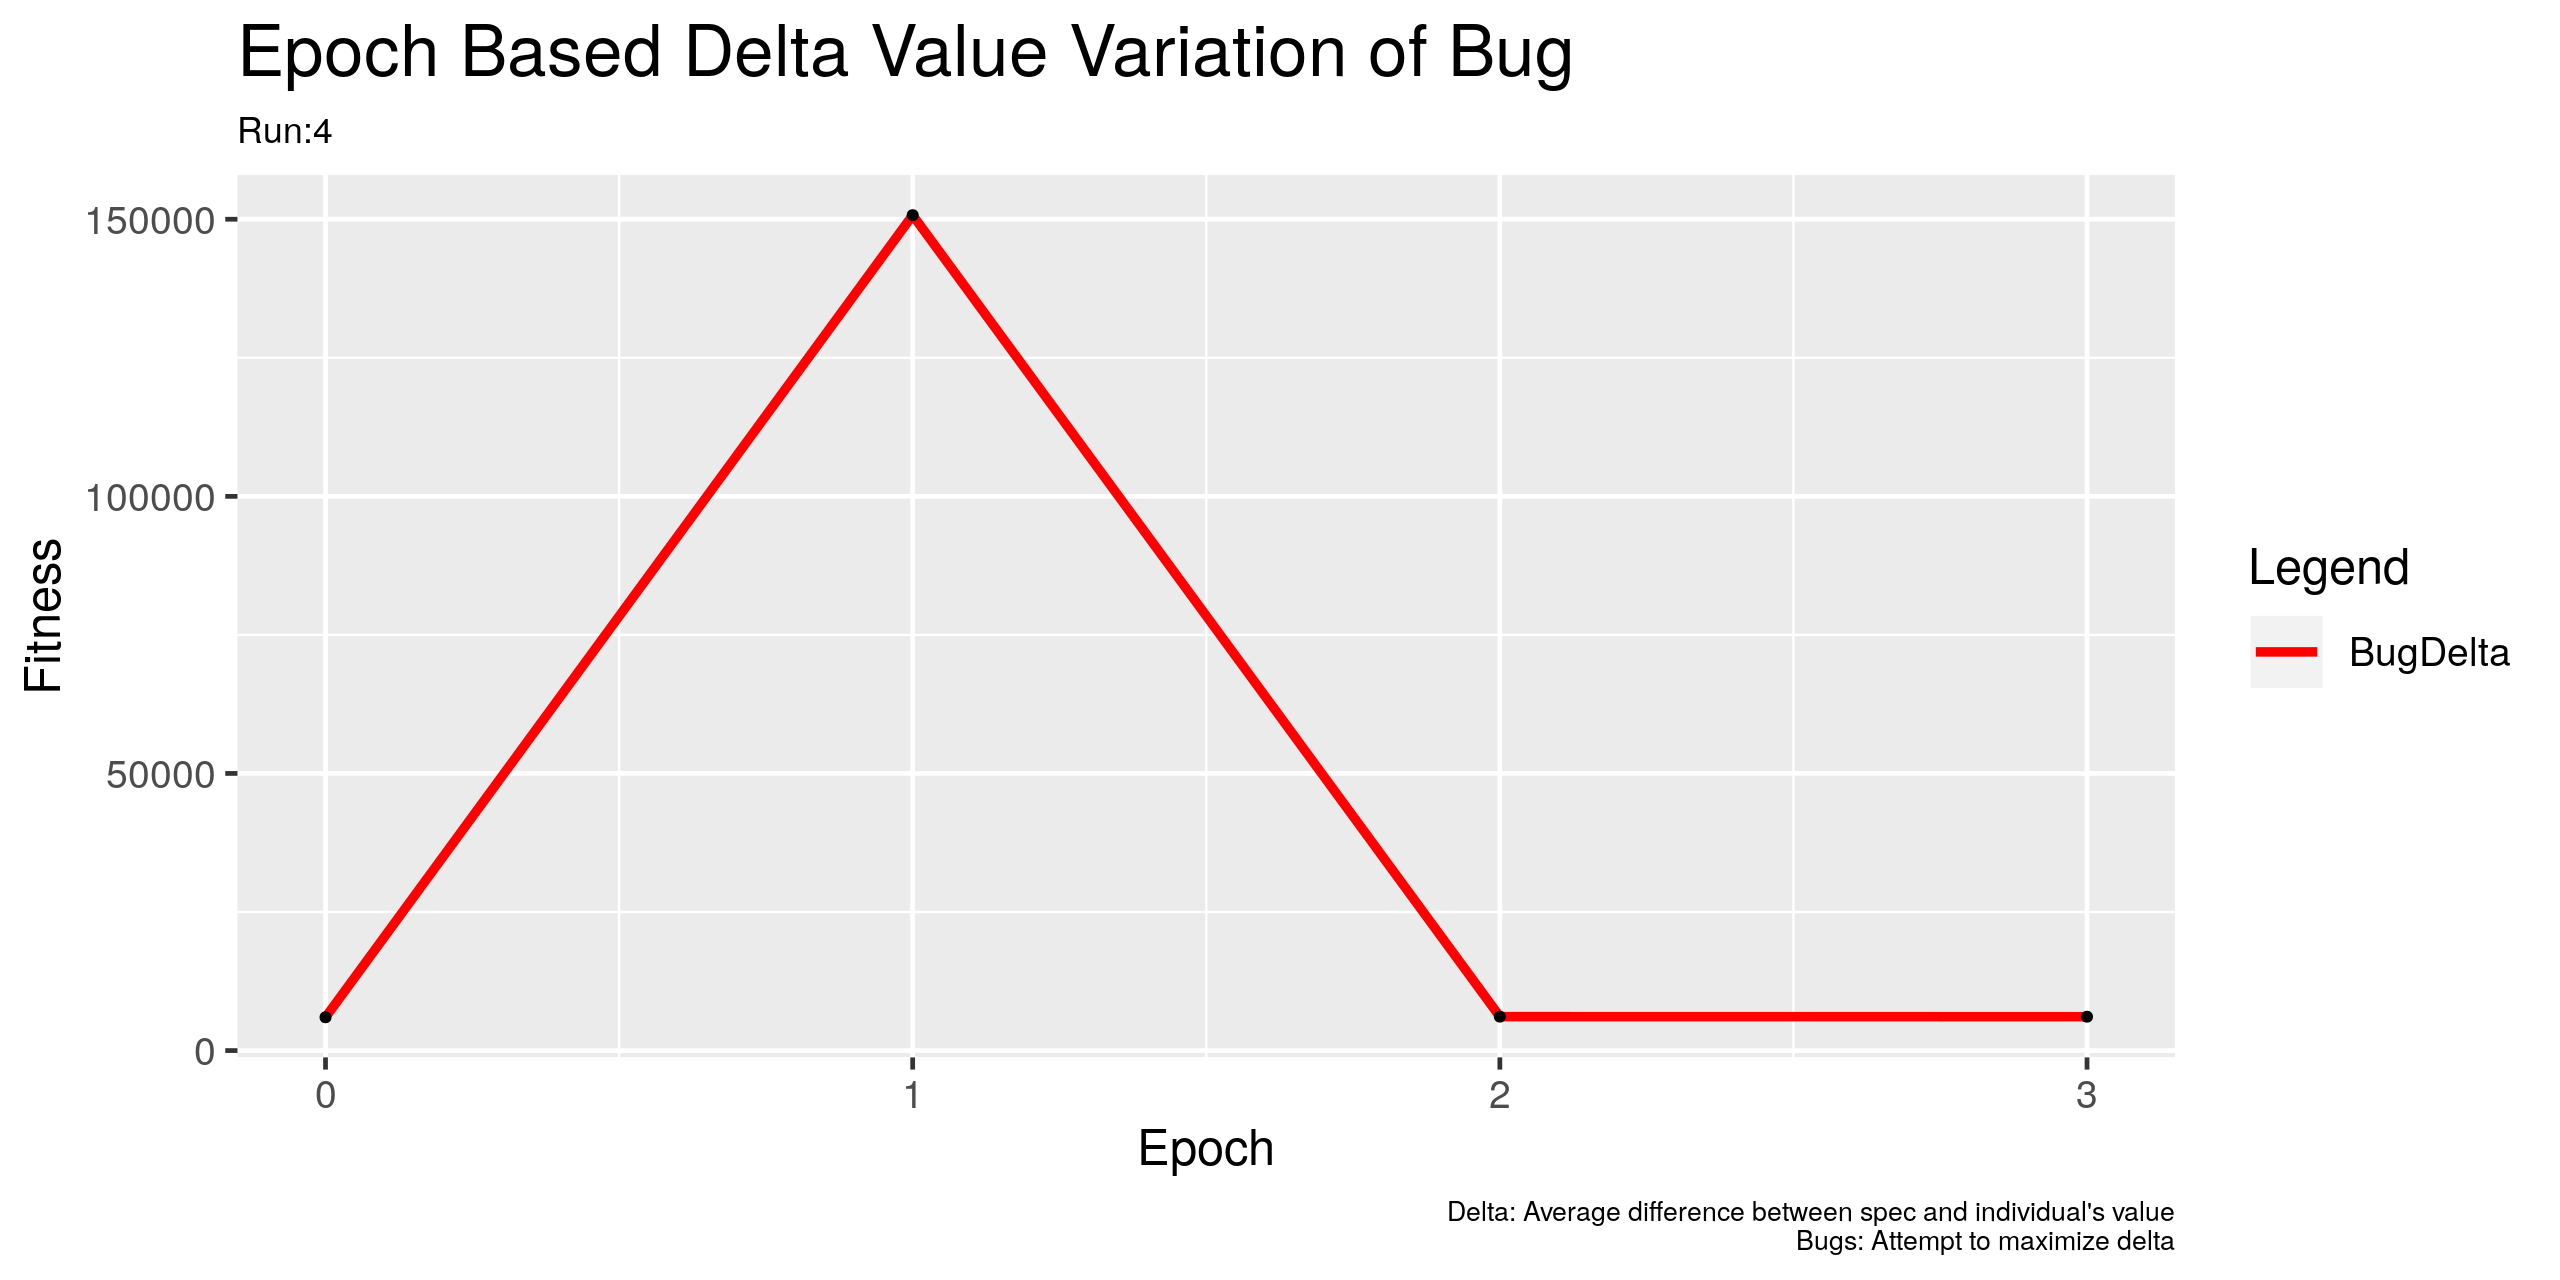 Epoch Based Delta Value Variation of Bug
Run:4
150000
100000
50000
0
Fitness
0 1 2 3
Epoch
Legend
BugDelta
Delta: Average difference between spec and individual's value
Bugs: Attempt to maximize delta